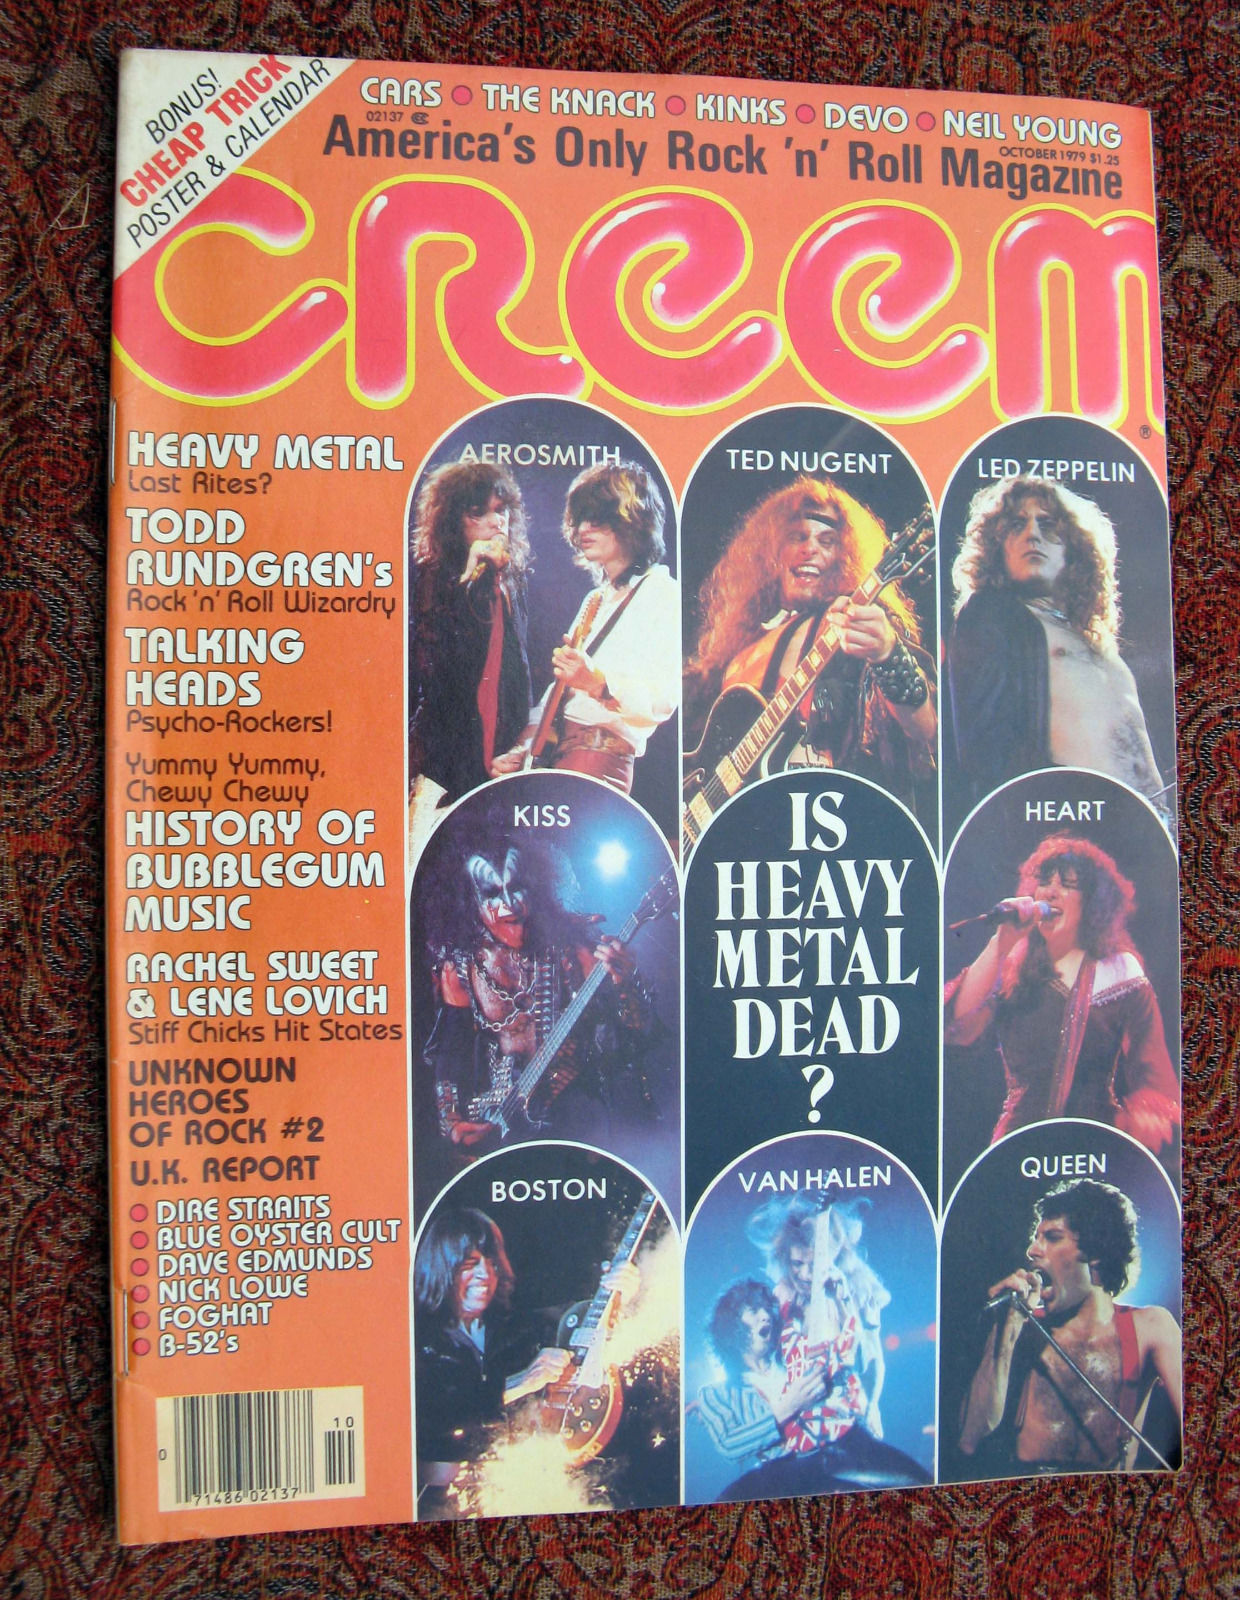 BONUS!
CHEAP TRICK
POSTER & CALENDAR
CARS • THE KNACK • KINKS • DEVO • NEIL YOUNG
02137
OCTOBER 1979 $1.25
America's Only Rock 'n' Roll Magazine
CREEM
®
HEAVY METAL
Last Rites?
TODD
RUNDGREN's
Rock 'n' Roll Wizardry
TALKING
HEADS
Psycho-Rockers!
Yummy Yummy,
Chewy Chewy
HISTORY OF
BUBBLEGUM
MUSIC
RACHEL SWEET
& LENE LOVICH
Stiff Chicks Hit States
UNKNOWN
HEROES
OF ROCK #2
U.K. REPORT
• DIRE STRAITS
• BLUE OYSTER CULT
• DAVE EDMUNDS
• NICK LOWE
• FOGHAT
• B-52's
AEROSMITH
TED NUGENT
LED ZEPPELIN
KISS
IS
HEAVY
METAL
DEAD
?
HEART
BOSTON
VAN HALEN
QUEEN
10
0
71486 02137